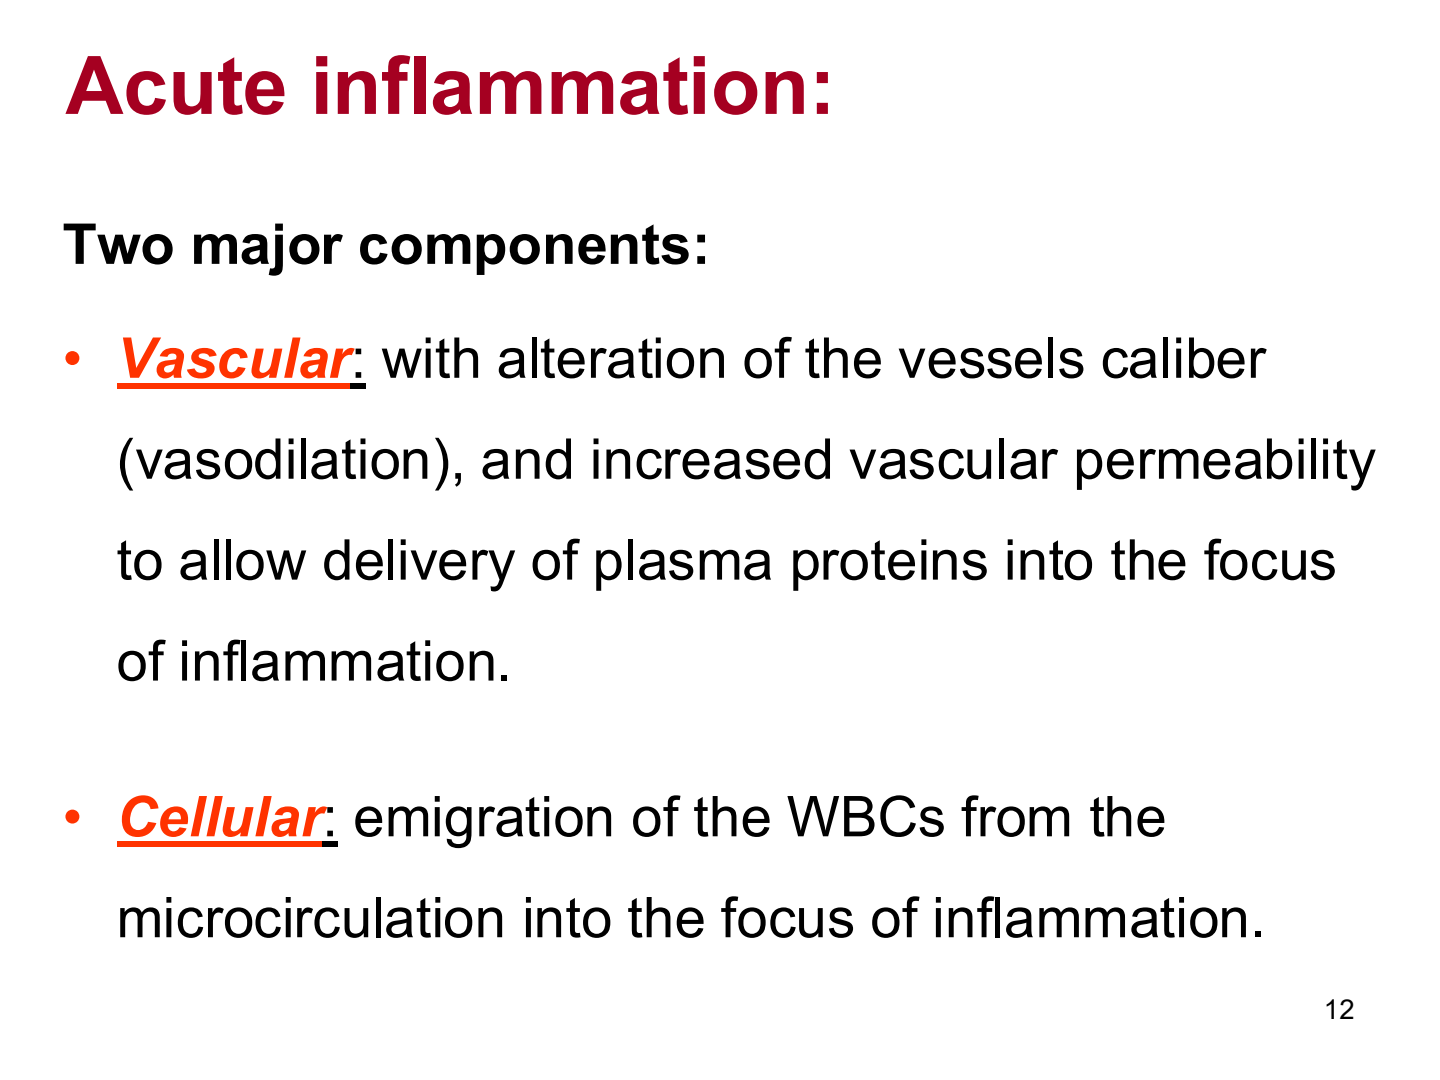 Acute inflammation:
Two major components:
• Vascular: with alteration of the vessels caliber
(vasodilation), and increased vascular permeability
to allow delivery of plasma proteins into the focus
of inflammation.
• Cellular: emigration of the WBCs from the
microcirculation into the focus of inflammation.
12